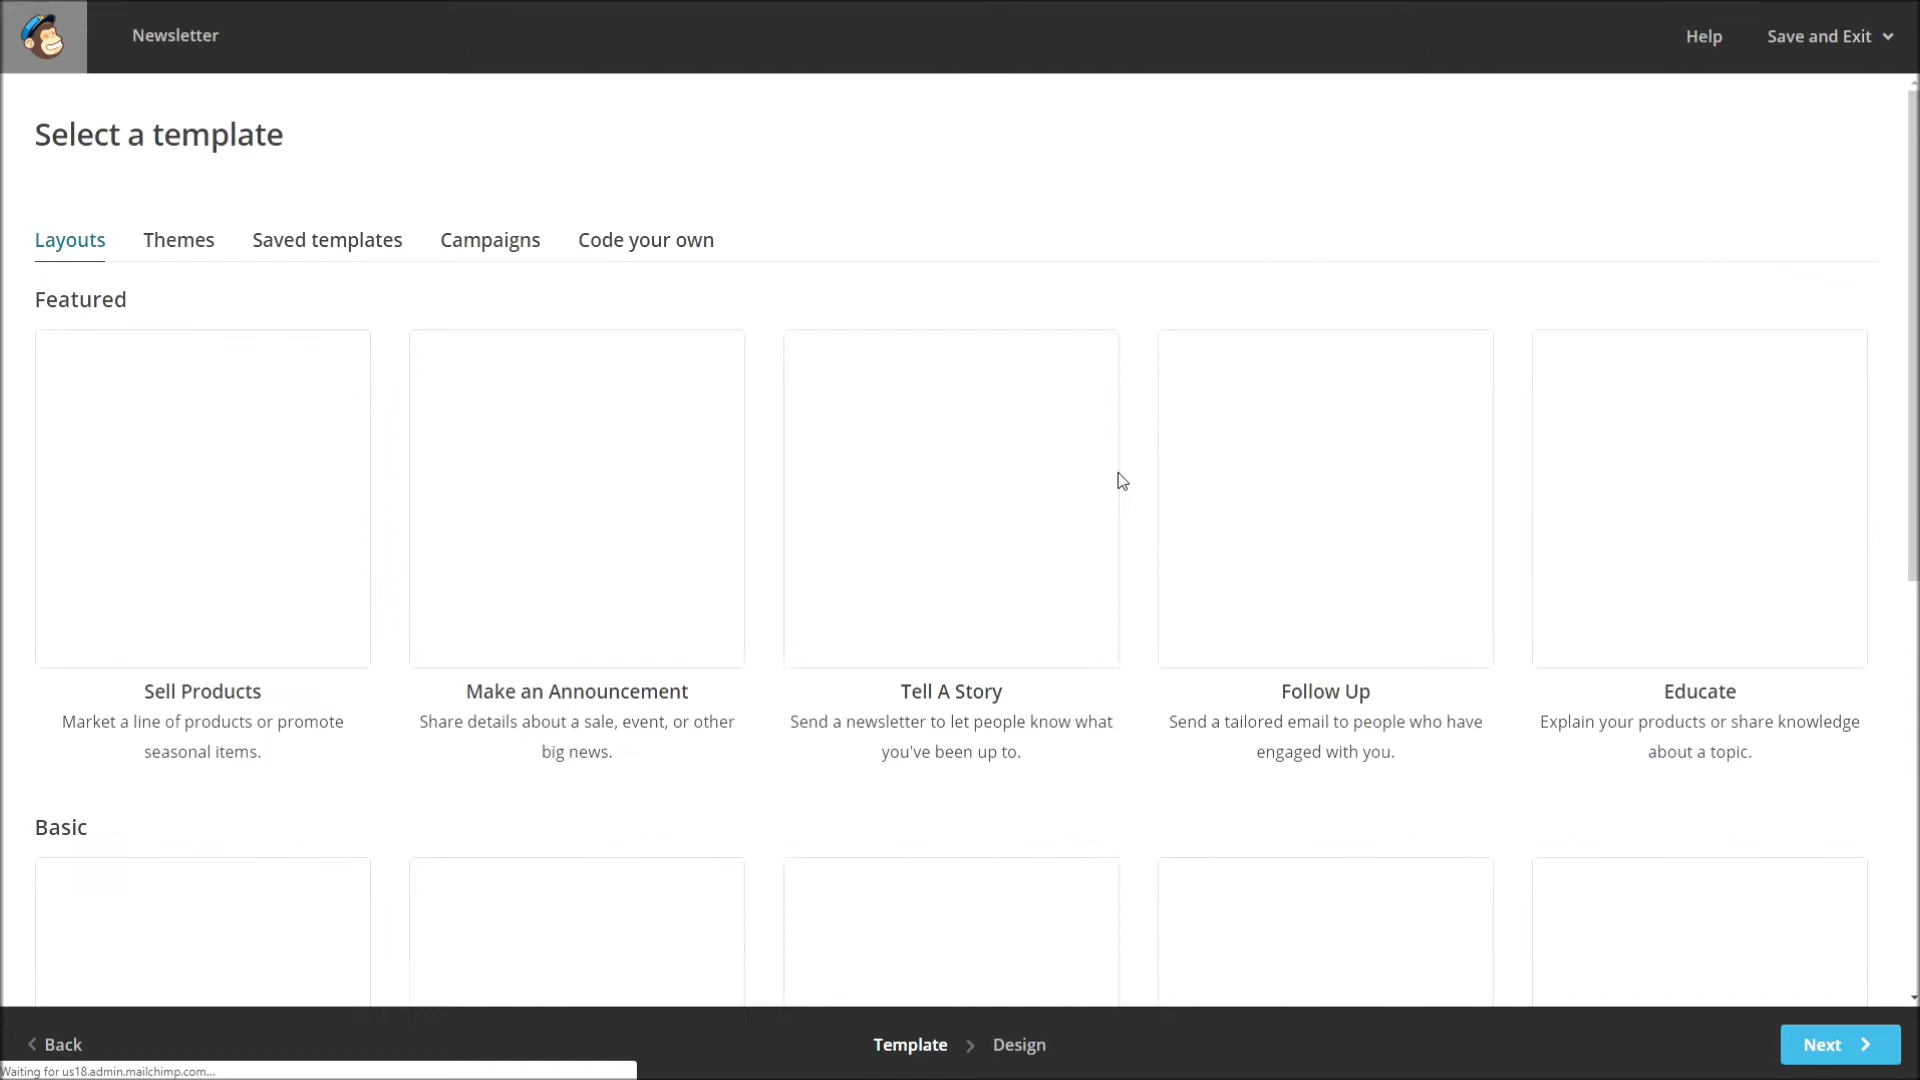 Newsletter
Help
Save and Exit
Select a template
Layouts
Themes
Saved templates
Campaigns
Code your own
Featured
Sell Products
Market a line of products or promote
seasonal items.
Make an Announcement
Share details about a sale, event, or other
big news.
Tell A Story
Send a newsletter to let people know what
you've been up to.
Follow Up
Send a tailored email to people who have
engaged with you.
Educate
Explain your products or share knowledge
about a topic.
Basic
Back
Template
Design
Next
Waiting for us18.admin.mailchimp.com...